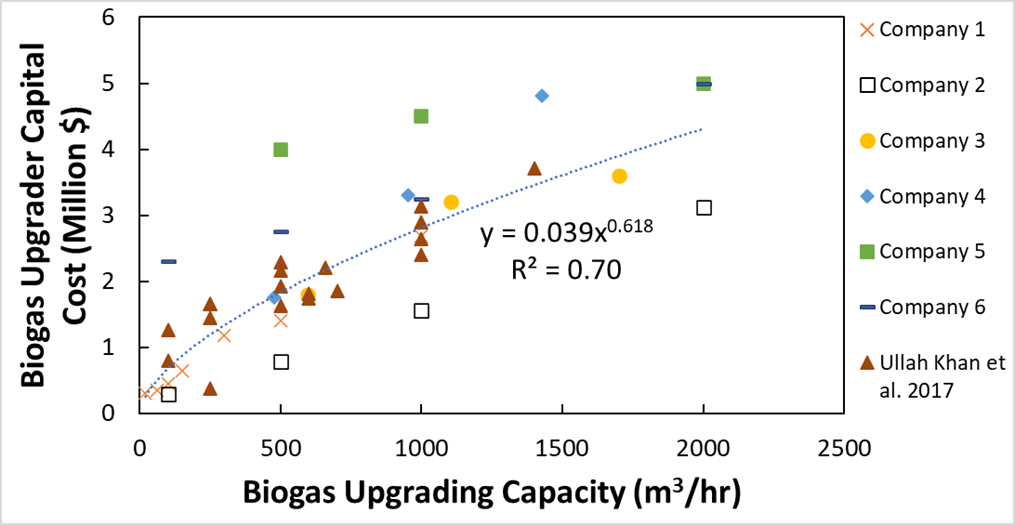 Biogas Upgrader Capital
Cost (Million $)
6
5
4
3
2
1
0
0
500
1000
1500
2000
2500
Biogas Upgrading Capacity (m³/hr)
y = 0.039x⁰·⁶¹⁸
R² = 0.70
Company 1
Company 2
Company 3
Company 4
Company 5
Company 6
Ullah Khan et
al. 2017